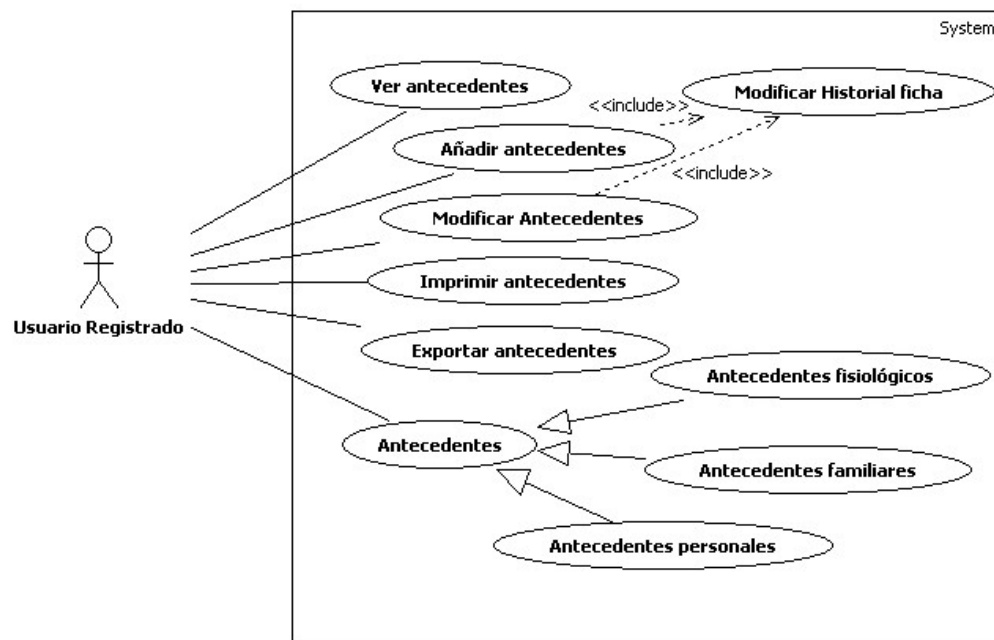 System
Ver antecedentes
Modificar Historial ficha
<<include>>
Añadir antecedentes
<<include>>
Modificar Antecedentes
Imprimir antecedentes
Usuario Registrado
Exportar antecedentes
Antecedentes fisiológicos
Antecedentes
Antecedentes familiares
Antecedentes personales